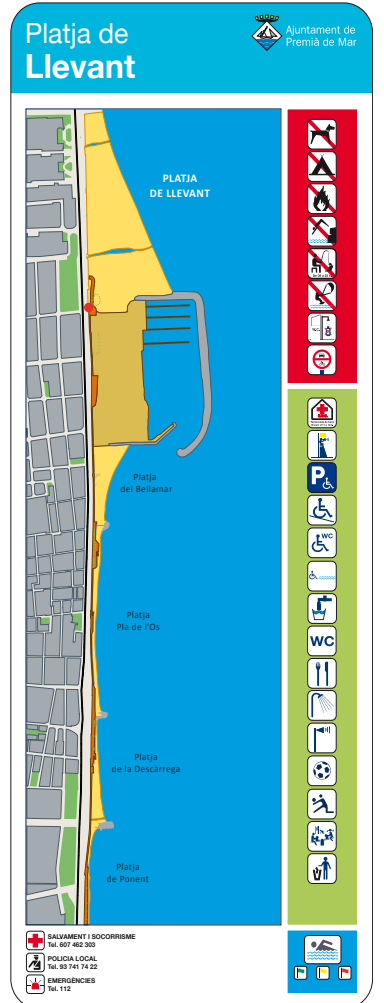 Platja de
Llevant
Ajuntament de
Premià de Mar
PLATJA
DE LLEVANT
Platja
del Bellamar
Platja
Pla de l'Os
Platja
de la Descàrrega
Platja
de Ponent
P
WC
WC
SALVAMENT I SOCORRISME
Tel. 607 462 303
POLICIA LOCAL
Tel. 93 741 74 22
EMERGÈNCIES
Tel. 112